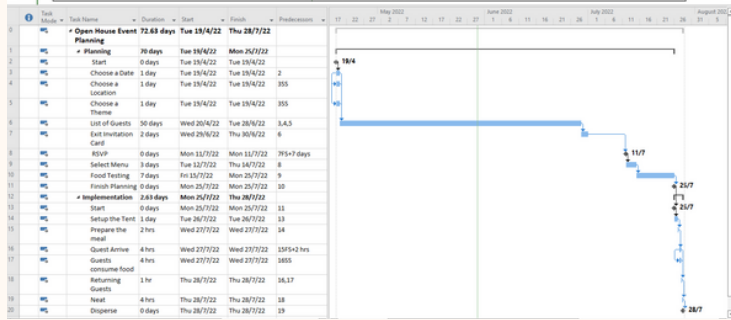 May 2022 June 2022 July 2022 August 202
Task Mode Task Name Duration Start Finish Predecessors
17 22 27 2 7 12 17 22 27 1 6 11 16 21 26 1 6 11 16 21 26 31 5
0 Open House Event Planning 72.63 days Tue 19/4/22 Thu 28/7/22
1 Planning 70 days Tue 19/4/22 Mon 25/7/22
2 Start 0 days Tue 19/4/22 Tue 19/4/22 19/4
3 Choose a Date 1 day Tue 19/4/22 Tue 19/4/22 2
4 Choose a Location 1 day Tue 19/4/22 Tue 19/4/22 3SS
5 Choose a Theme 1 day Tue 19/4/22 Tue 19/4/22 3SS
6 List of Guests 50 days Wed 20/4/22 Tue 28/6/22 3,4,5
7 Exit Invitation Card 2 days Wed 29/6/22 Thu 30/6/22 6
8 RSVP 0 days Mon 11/7/22 Mon 11/7/22 7FS+7 days 11/7
9 Select Menu 3 days Tue 12/7/22 Thu 14/7/22 8
10 Food Testing 7 days Fri 15/7/22 Mon 25/7/22 9
11 Finish Planning 0 days Mon 25/7/22 Mon 25/7/22 10 25/7
12 Implementation 2.63 days Mon 25/7/22 Thu 28/7/22
13 Start 0 days Mon 25/7/22 Mon 25/7/22 11 25/7
14 Setup the Tent 1 day Tue 26/7/22 Tue 26/7/22 13
15 Prepare the meal 2 hrs Wed 27/7/22 Wed 27/7/22 14
16 Quest Arrive 4 hrs Wed 27/7/22 Wed 27/7/22 15FS+2 hrs
17 Guests consume food 4 hrs Wed 27/7/22 Wed 27/7/22 16SS
18 Returning Guests 1 hr Thu 28/7/22 Thu 28/7/22 16,17
19 Neat 4 hrs Thu 28/7/22 Thu 28/7/22 18
20 Disperse 0 days Thu 28/7/22 Thu 28/7/22 19 28/7